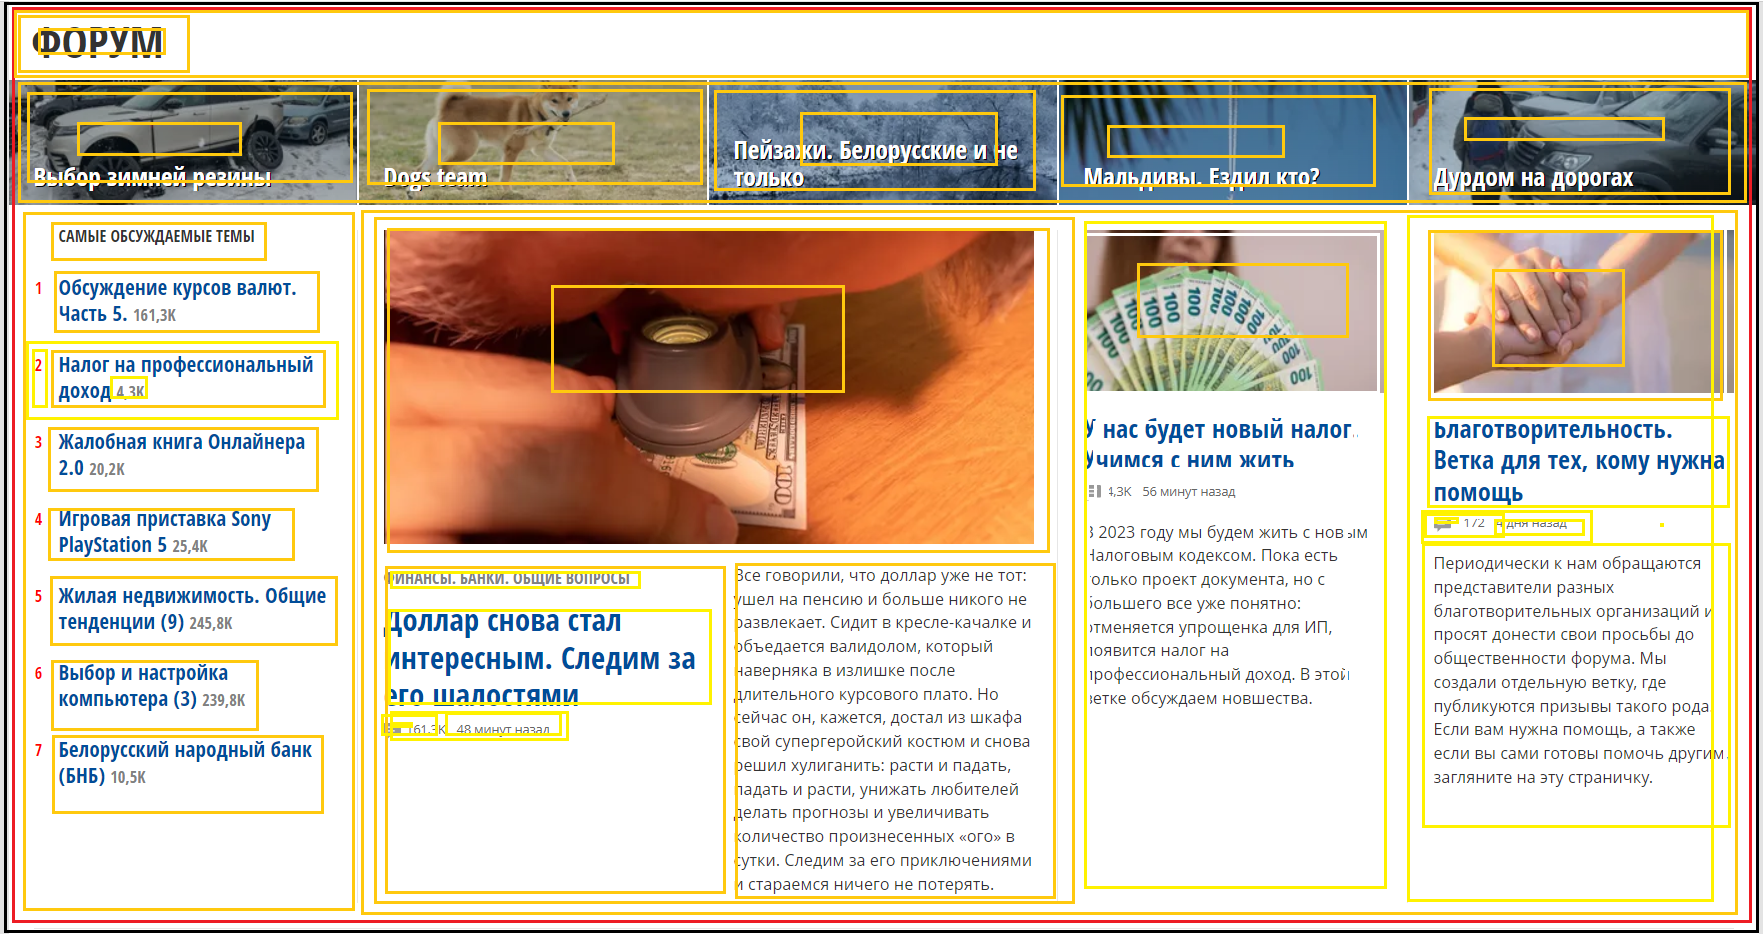 ФОРУМ
Выбор зимней резины
Dogs team
Пейзажи. Белорусские и не
только
Мальдивы. Ездил кто?
Дурдом на дорогах
САМЫЕ ОБСУЖДАЕМЫЕ ТЕМЫ
1 Обсуждение курсов валют.
Часть 5. 161,3K
2 Налог на профессиональный
доход 4,3K
3 Жалобная книга Онлайнера
2.0 20,2K
4 Игровая приставка Sony
PlayStation 5 25,4K
5 Жилая недвижимость. Общие
тенденции (9) 245,8K
6 Выбор и настройка
компьютера (3) 239,8K
7 Белорусский народный банк
(БНБ) 10,5K
ФИНАНСЫ. БАНКИ. ОБЩИЕ ВОПРОСЫ
Доллар снова стал
интересным. Следим за
его шалостями
161,3K 48 минут назад
Все говорили, что доллар уже не тот:
ушел на пенсию и больше никого не
развлекает. Сидит в кресле-качалке и
объедается валидолом, который
наверняка в излишке после
длительного курсового плато. Но
сейчас он, кажется, достал из шкафа
свой супергеройский костюм и снова
решил хулиганить: расти и падать,
падать и расти, унижать любителей
делать прогнозы и увеличивать
количество произнесенных «ого» в
сутки. Следим за его приключениями
и стараемся ничего не потерять.
100
100
100
100
100
100
100
100
100
100
У нас будет новый налог.
Учимся с ним жить
4,3K 56 минут назад
В 2023 году мы будем жить с новым
Налоговым кодексом. Пока есть
только проект документа, но с
большего все уже понятно:
отменяется упрощенка для ИП,
появится налог на
профессиональный доход. В этой
ветке обсуждаем новшества.
Благотворительность.
Ветка для тех, кому нужна
помощь
172 4 дня назад
Периодически к нам обращаются
представители разных
благотворительных организаций и
просят донести свои просьбы до
общественности форума. Мы
создали отдельную ветку, где
публикуются призывы такого рода.
Если вам нужна помощь, а также
если вы сами готовы помочь другим,
загляните на эту страничку.